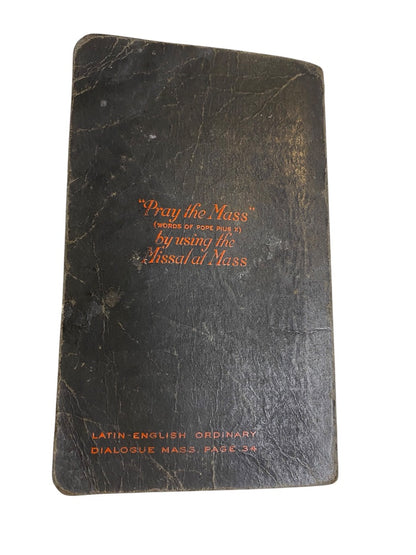 "Pray the Mass"
(WORDS OF POPE PIUS X)
by using the
Missal at Mass
LATIN-ENGLISH ORDINARY
DIALOGUE MASS, PAGE 34